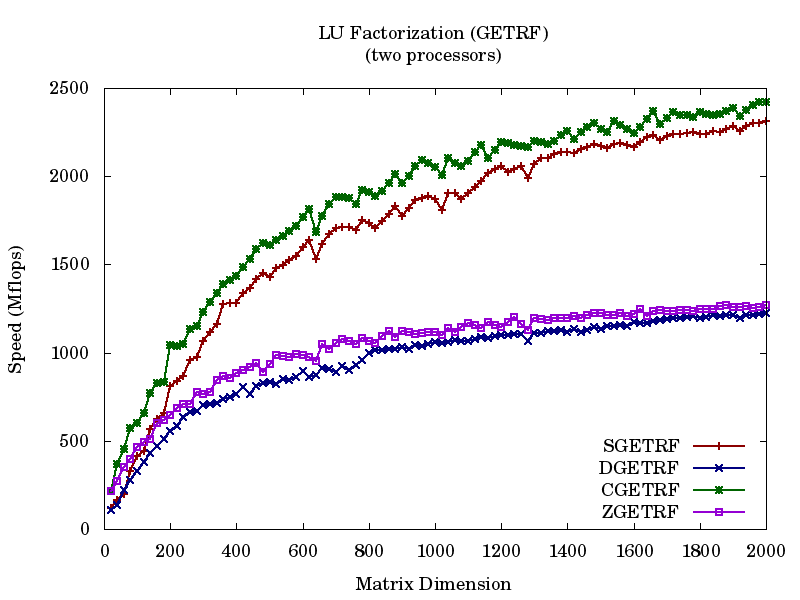 LU Factorization (GETRF)
(two processors)
2500
2000
1500
1000
500
0
Speed (Mflops)
SGETRF
DGETRF
CGETRF
ZGETRF
0 200 400 600 800 1000 1200 1400 1600 1800 2000
Matrix Dimension